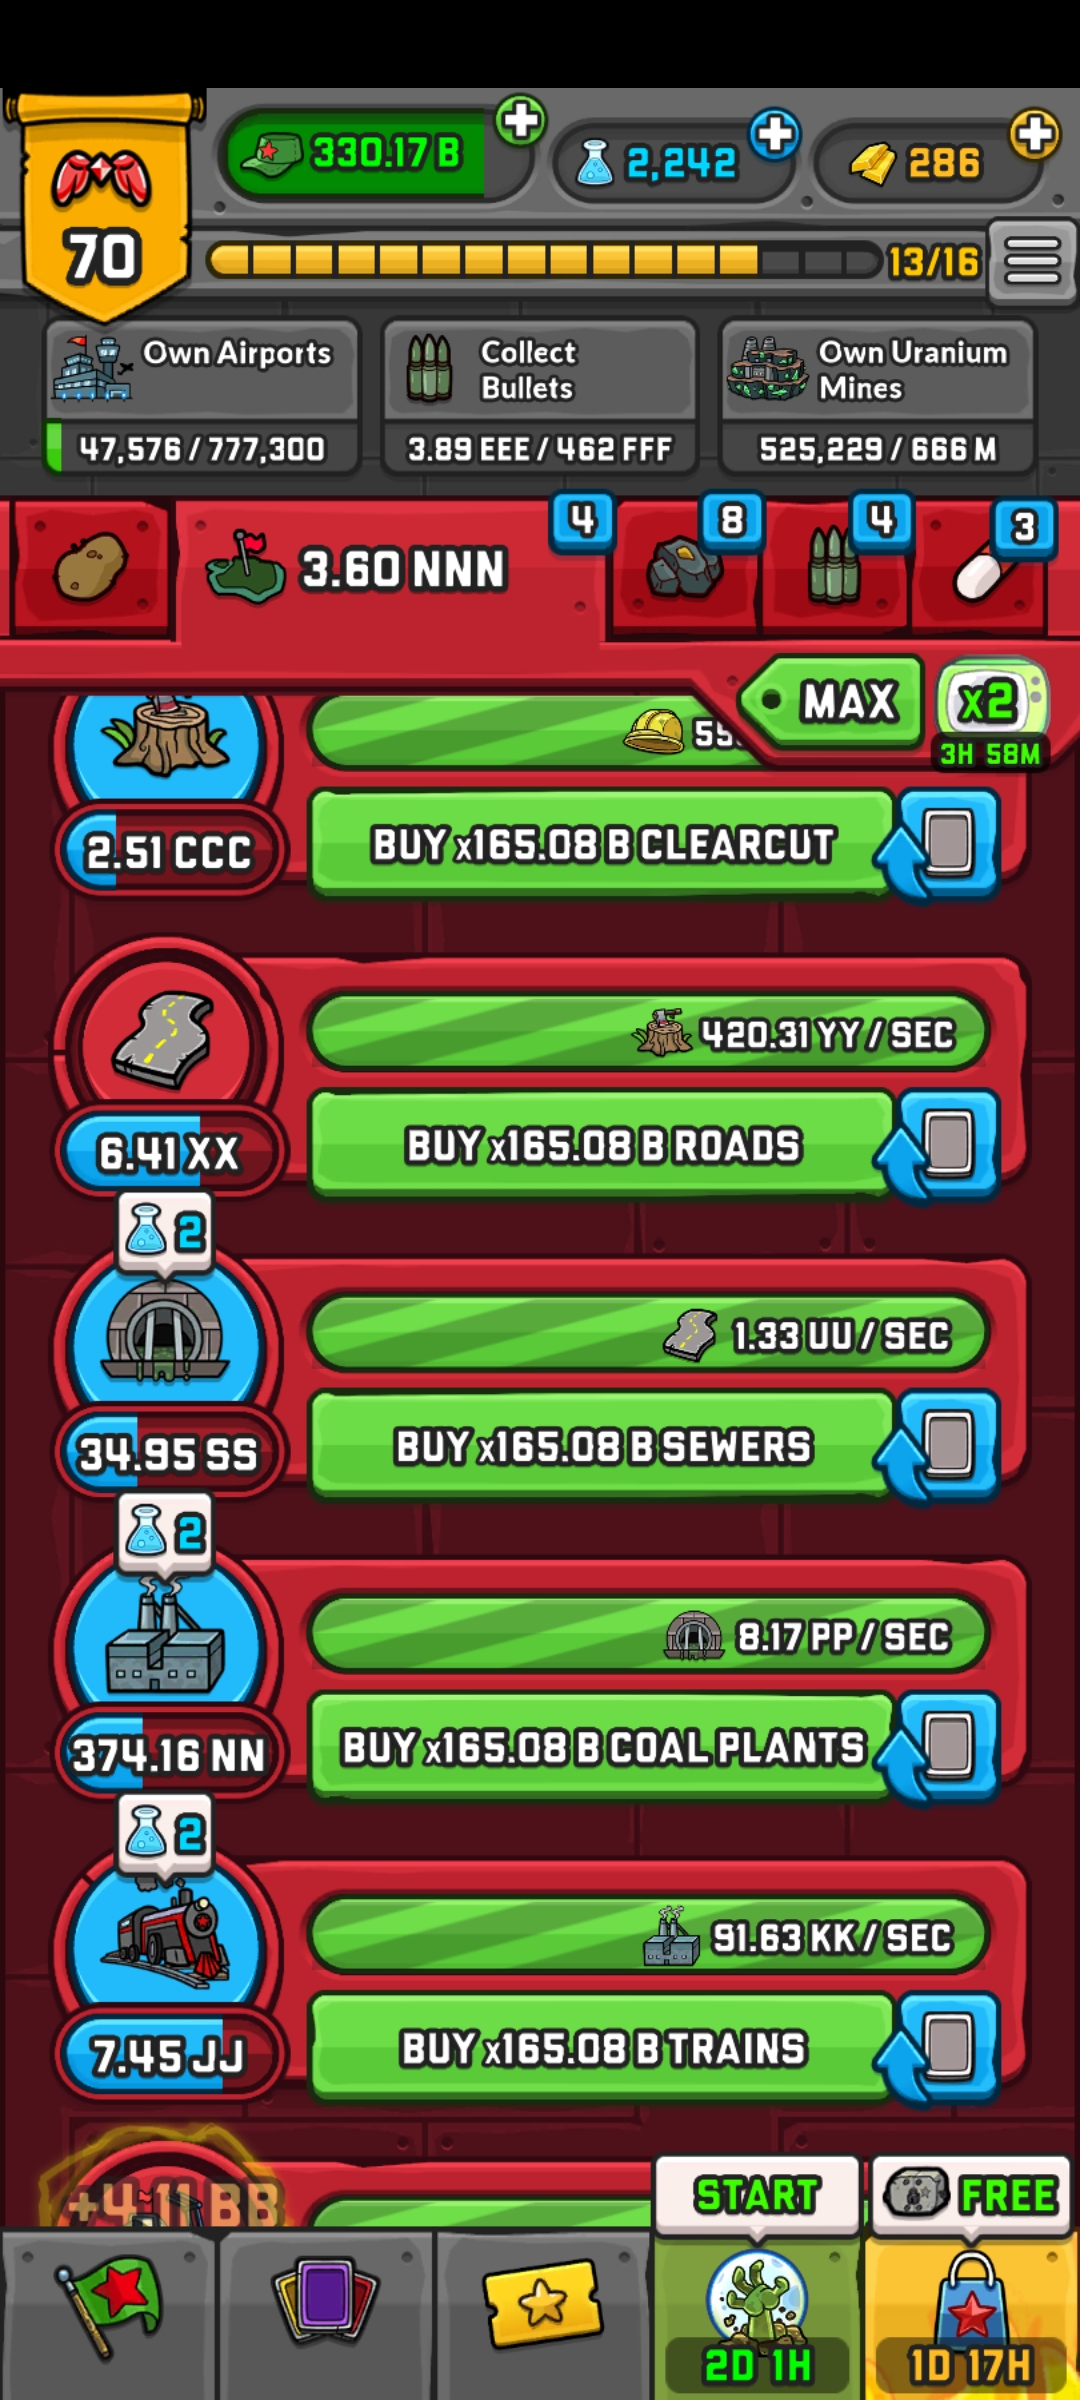 330.17 B
2,242
286
70
13/16
Own Airports
47,576 / 777,300
Collect
Bullets
3.89 EEE / 462 FFF
Own Uranium
Mines
525,229 / 666 M
3.60 NNN
4
8
4
3
MAX
x2
3H 58M
55
2.51 CCC
BUY x165.08 B CLEARCUT
420.31 YY / SEC
6.41 XX
BUY x165.08 B ROADS
2
1.33 UU / SEC
34.95 SS
BUY x165.08 B SEWERS
2
8.17 PP / SEC
374.16 NN
BUY x165.08 B COAL PLANTS
2
91.63 KK / SEC
7.45 JJ
BUY x165.08 B TRAINS
+4.11 BB
START
FREE
2D 1H
1D 17H